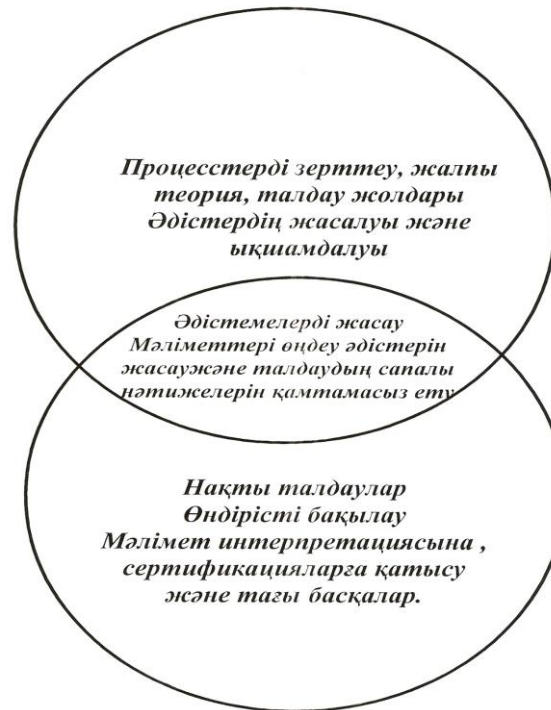 Процесстерді зерттеу, жалпы
теория, талдау жолдары
Әдістердің жасалуы және
ықшамдалуы
Әдістемелерді жасау
Мәліметтері өңдеу әдістерін
жасаужәне талдаудың сапалы
нәтижелерін қамтамасыз ету
Нақты талдаулар
Өндірісті бақылау
Мәлімет интерпретациясына ,
сертификацияларға қатысу
және тағы басқалар.